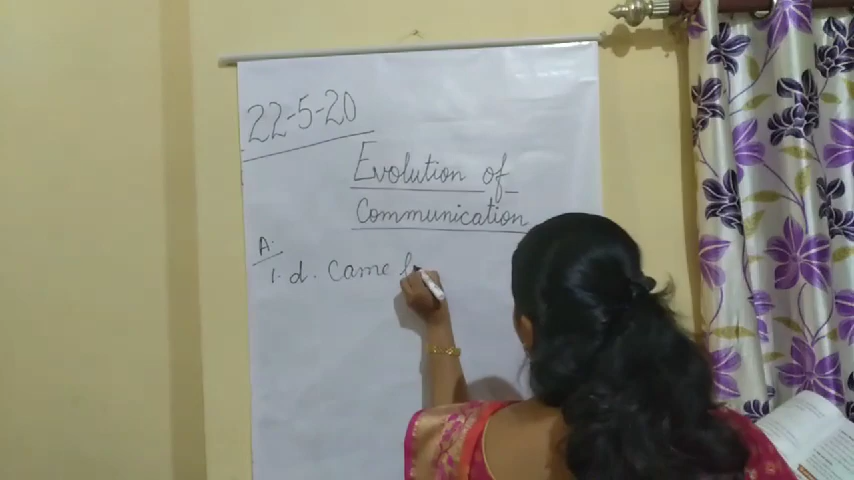 22-5-20
Evolution of
Communication
A.
1. d. Came